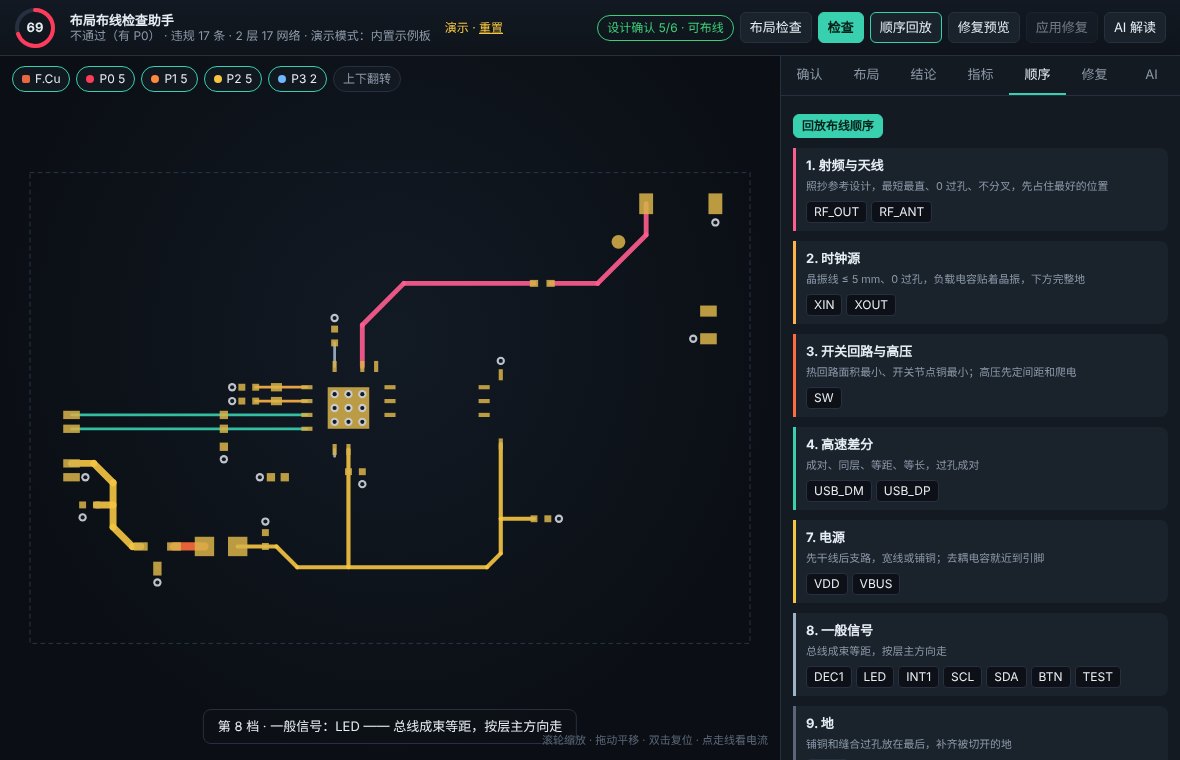 69
布局布线检查助手
不通过（有 P0） · 违规 17 条 · 2 层 17 网络 · 演示模式：内置示例板
演示 · 重置
设计确认 5/6 · 可布线
布局检查
检查
顺序回放
修复预览
应用修复
AI 解读
F.Cu
P0 5
P1 5
P2 5
P3 2
上下翻转
确认
布局
结论
指标
顺序
修复
AI
回放布线顺序
1. 射频与天线
照抄参考设计，最短最直、0 过孔、不分叉，先占住最好的位置
RF_OUT
RF_ANT
2. 时钟源
晶振线 ≤ 5 mm、0 过孔，负载电容贴着晶振，下方完整地
XIN
XOUT
3. 开关回路与高压
热回路面积最小、开关节点铜最小；高压先定间距和爬电
SW
4. 高速差分
成对、同层、等距、等长，过孔成对
USB_DM
USB_DP
7. 电源
先干线后支路，宽线或铺铜；去耦电容就近到引脚
VDD
VBUS
8. 一般信号
总线成束等距，按层主方向走
DEC1
LED
INT1
SCL
SDA
BTN
TEST
9. 地
铺铜和缝合过孔放在最后，补齐被切开的地
第 8 档 · 一般信号：LED —— 总线成束等距，按层主方向走
滚轮缩放 · 拖动平移 · 双击复位 · 点走线看电流